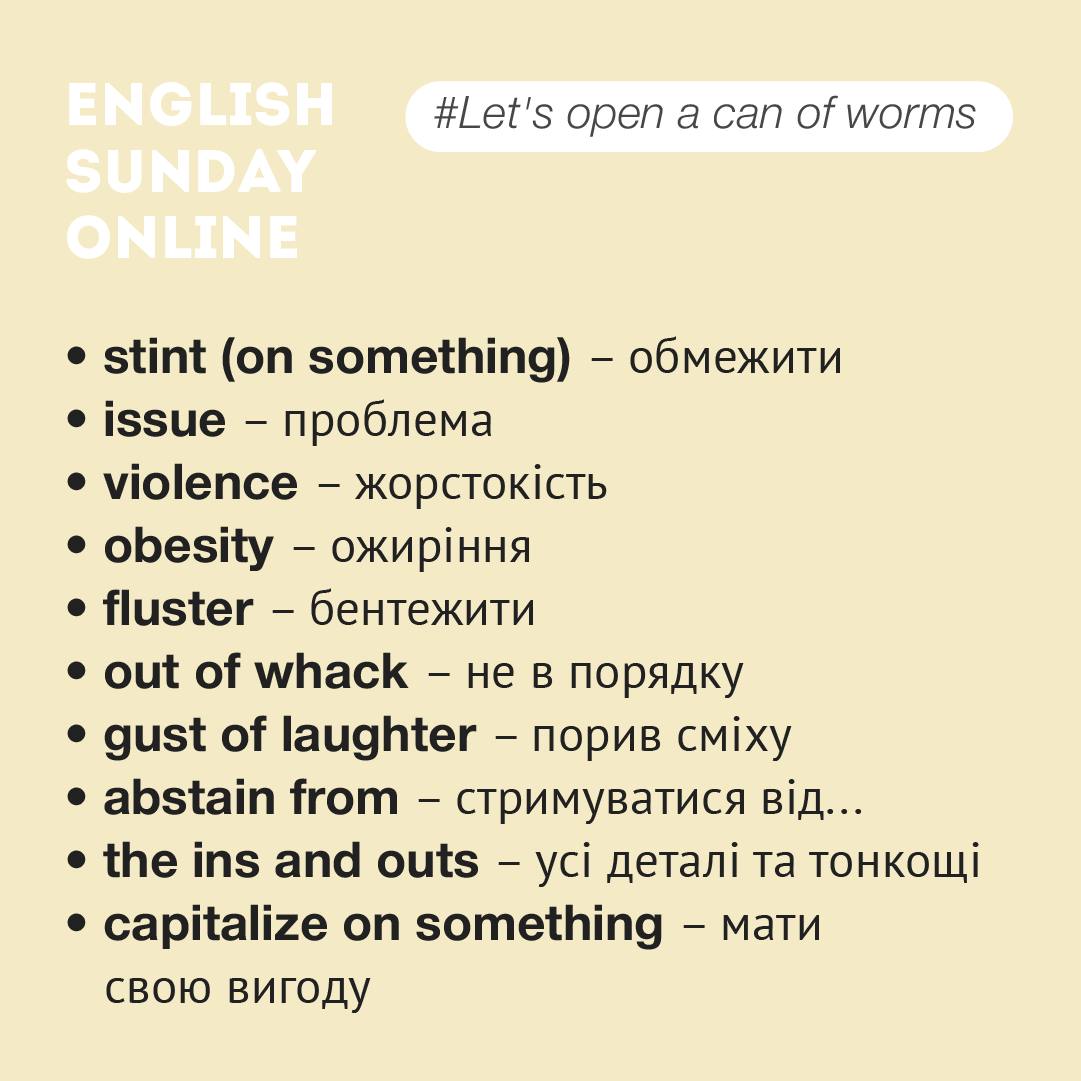 ENGLISH
SUNDAY
ONLINE
#Let's open a can of worms
• stint (on something) – обмежити
• issue – проблема
• violence – жорстокість
• obesity – ожиріння
• fluster – бентежити
• out of whack – не в порядку
• gust of laughter – порив сміху
• abstain from – стримуватися від...
• the ins and outs – усі деталі та тонкощі
• capitalize on something – мати
свою вигоду